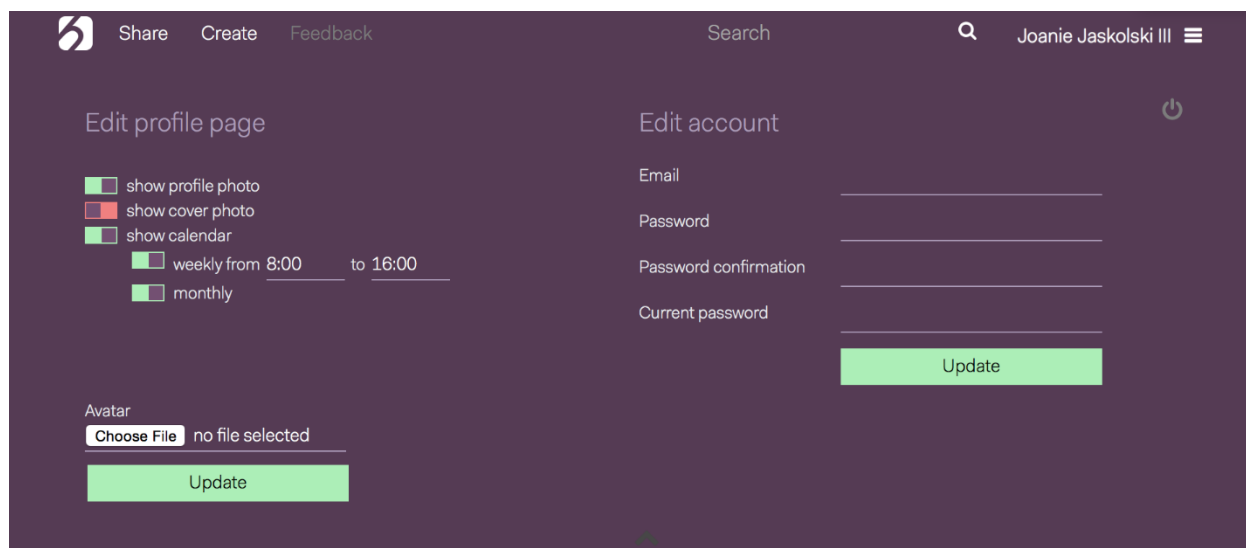 Share Create Feedback Search Joanie Jaskolski III
Edit profile page
show profile photo
show cover photo
show calendar
weekly from 8:00 to 16:00
monthly
Avatar
Choose File no file selected
Update
Edit account
Email
Password
Password confirmation
Current password
Update